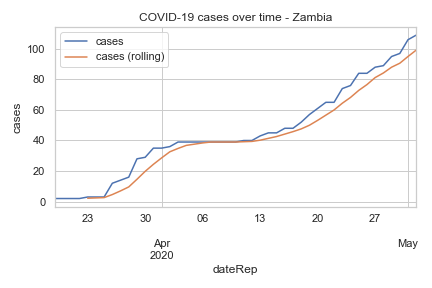 COVID-19 cases over time - Zambia
cases
cases (rolling)
100
80
60
40
20
0
cases
23 30 06 13 20 27
Apr May
2020
dateRep